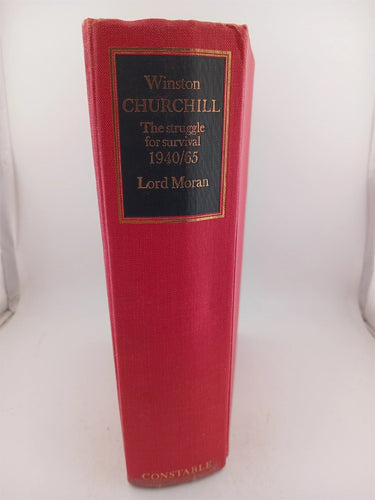 Winston
CHURCHILL
The struggle
for survival
1940/65
Lord Moran
CONSTABLE